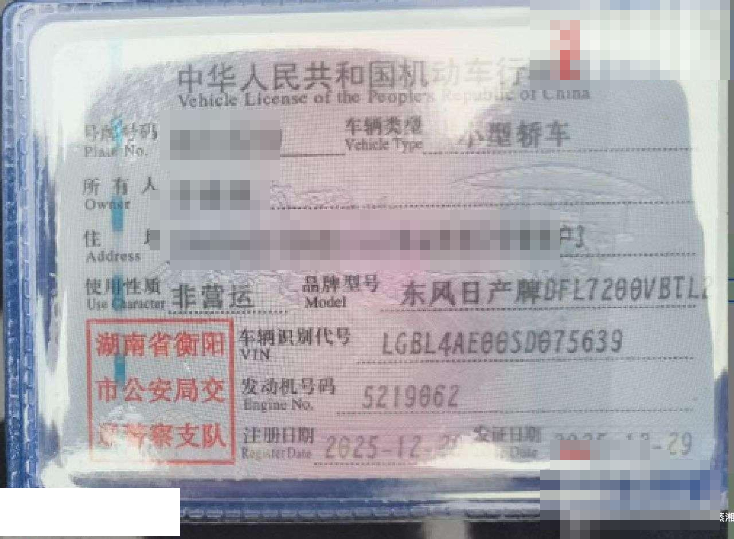 中华人民共和国机动车行
Vehicle License of the People's Republic of China
号牌号码
Plate No.
车辆类型 小型轿车
Vehicle Type
所有人
Owner
住
Address
使用性质 非营运
Use Character
品牌型号 东风日产牌DFL7200VBTL2
Model
湖南省衡阳
市公安局交
通警察支队
车辆识别代号 LGBL4AE00SD075639
VIN
发动机号码 5219062
Engine No.
注册日期 2025-12-2
Register Date
发证日期 2025-12-29
Date